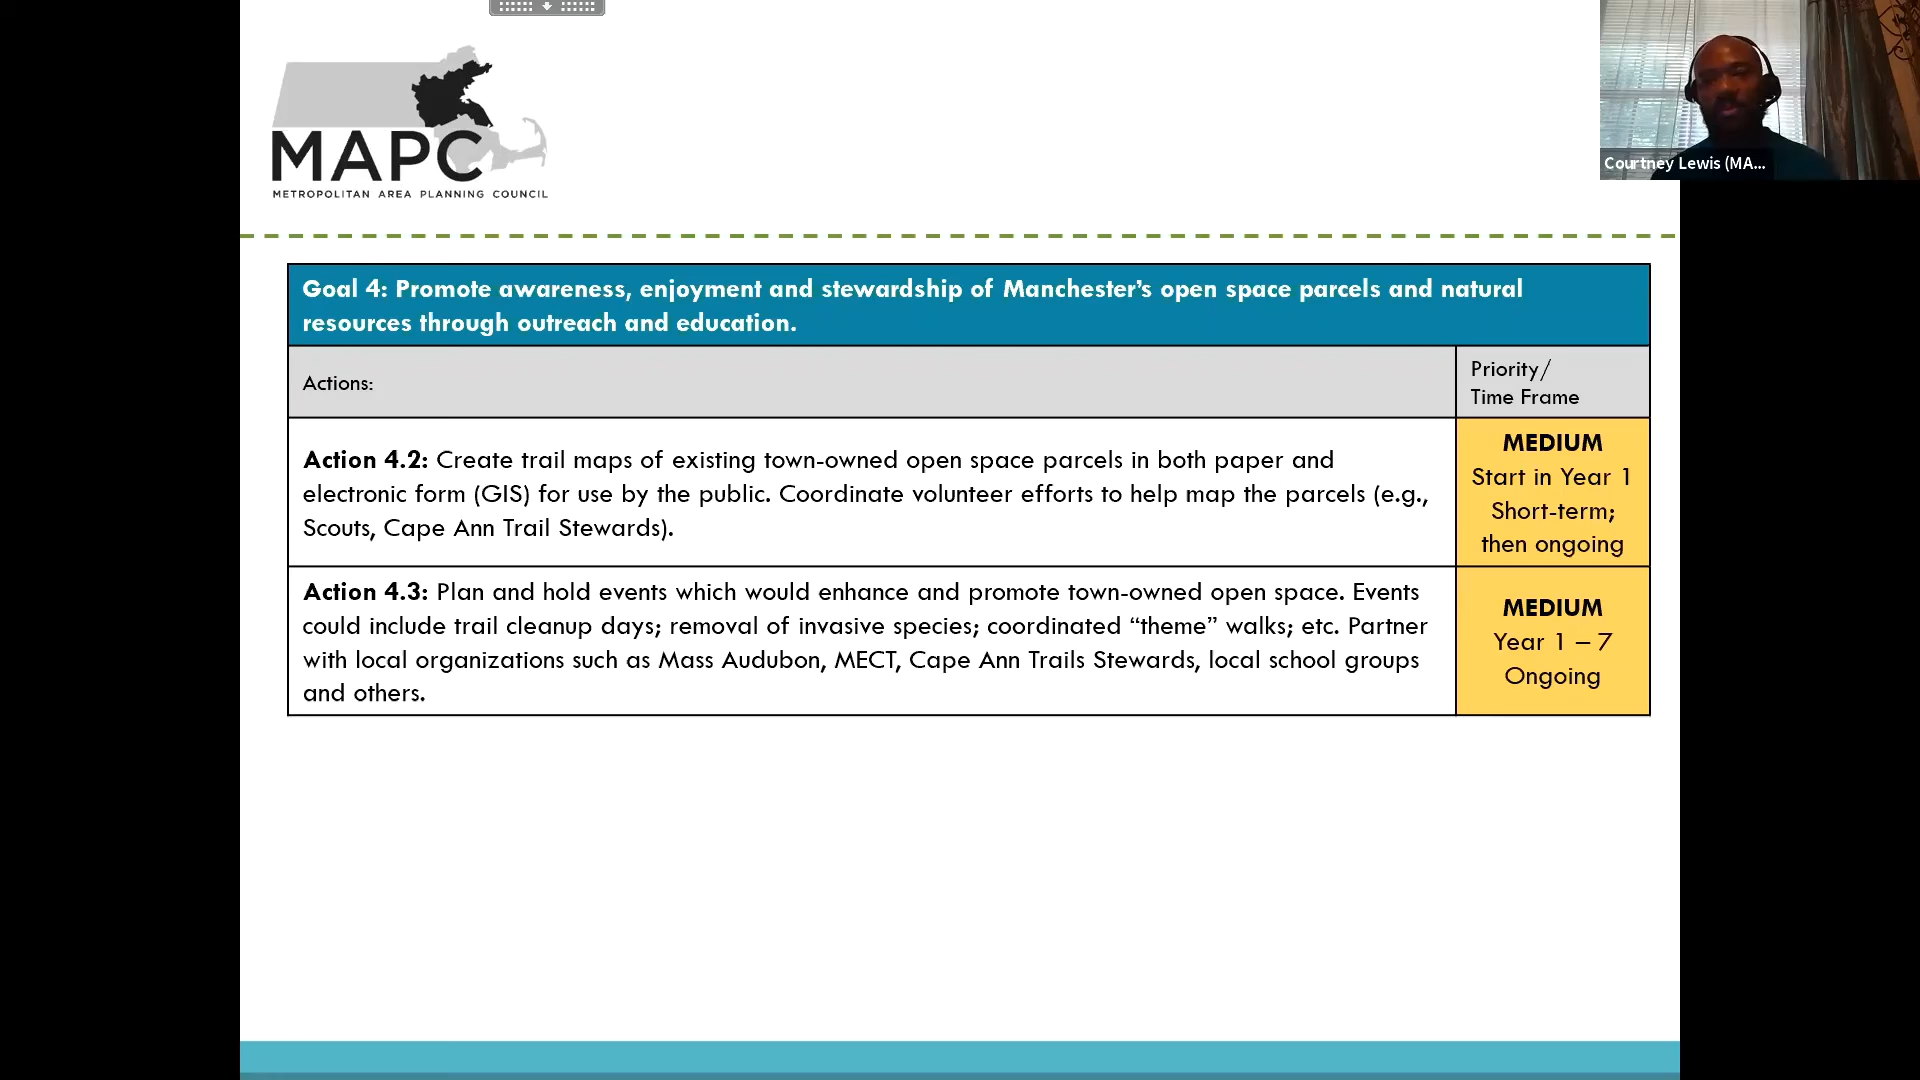 MAPC
METROPOLITAN AREA PLANNING COUNCIL
Courtney Lewis (MA...
Goal 4: Promote awareness, enjoyment and stewardship of Manchester’s open space parcels and natural
resources through outreach and education.
Actions:
Priority/
Time Frame
Action 4.2: Create trail maps of existing town-owned open space parcels in both paper and
electronic form (GIS) for use by the public. Coordinate volunteer efforts to help map the parcels (e.g.,
Scouts, Cape Ann Trail Stewards).
MEDIUM
Start in Year 1
Short-term;
then ongoing
Action 4.3: Plan and hold events which would enhance and promote town-owned open space. Events
could include trail cleanup days; removal of invasive species; coordinated “theme” walks; etc. Partner
with local organizations such as Mass Audubon, MECT, Cape Ann Trails Stewards, local school groups
and others.
MEDIUM
Year 1 – 7
Ongoing